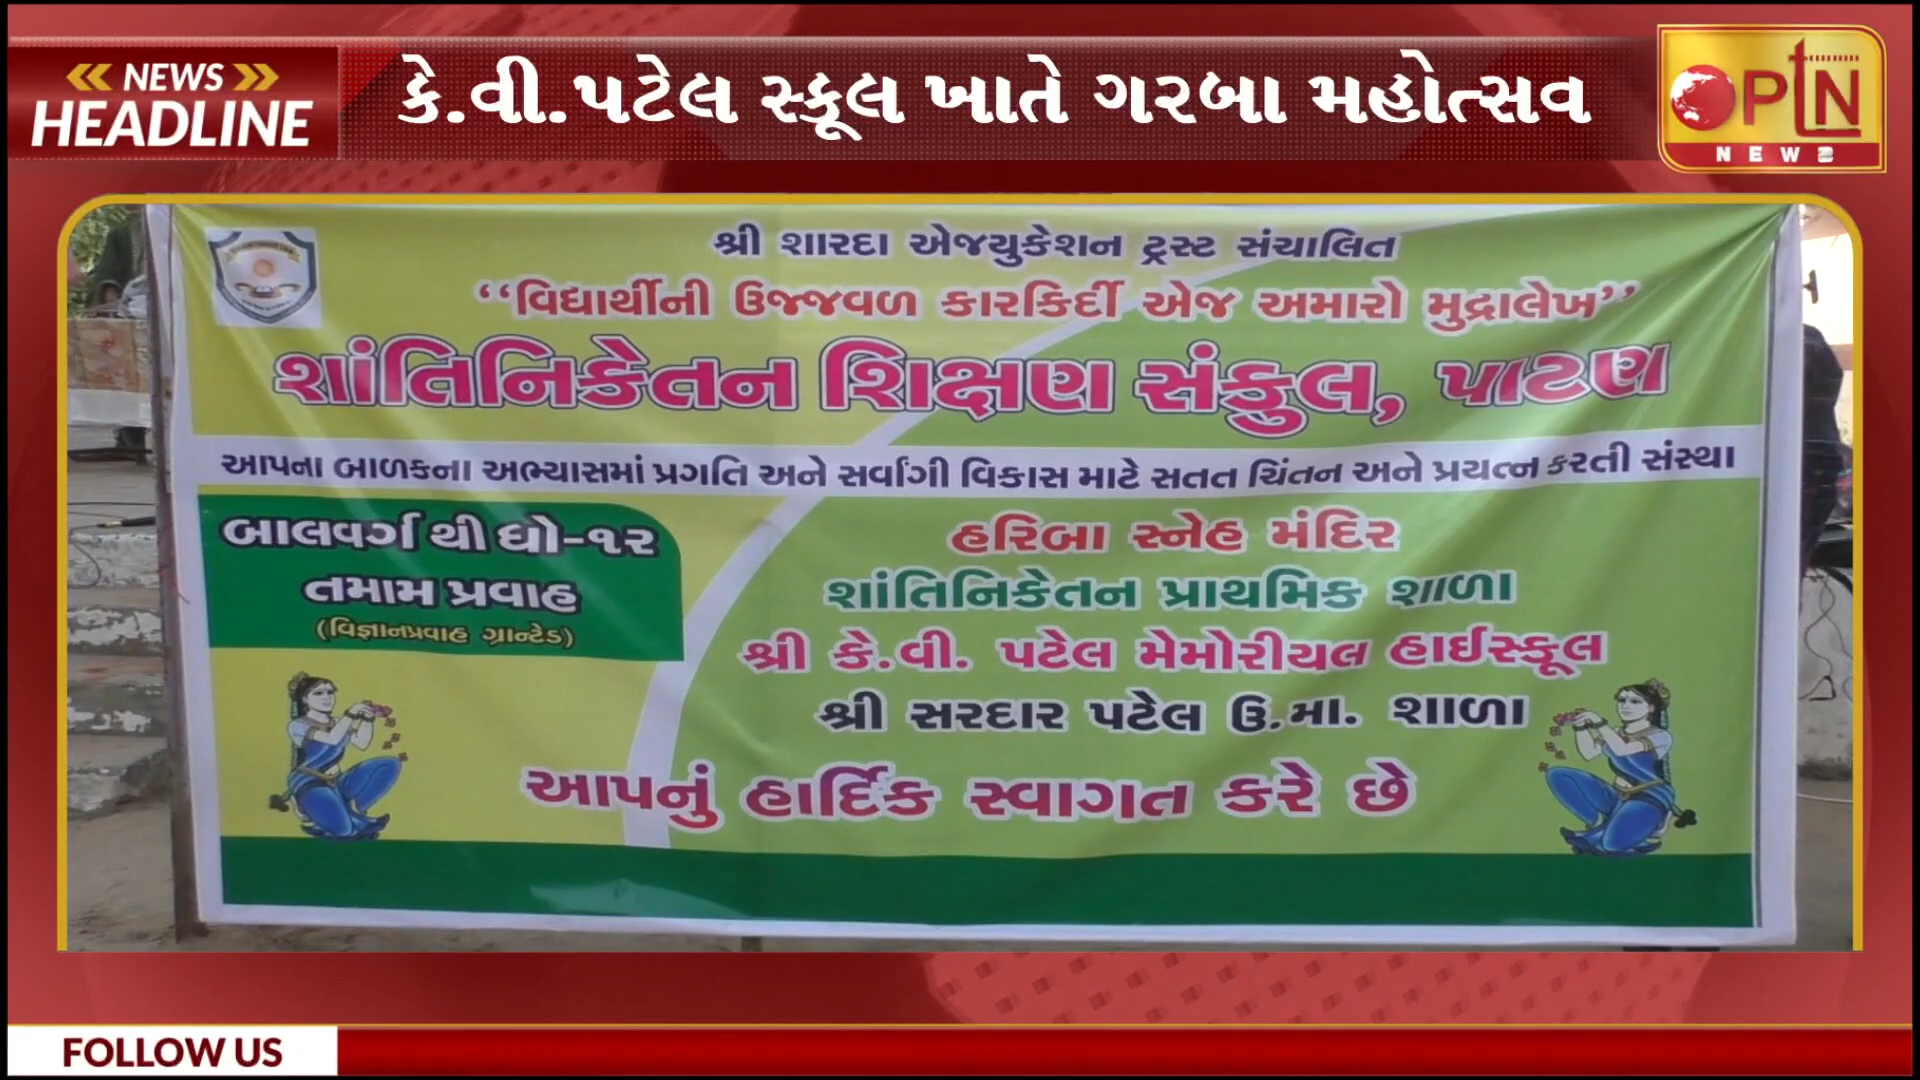 NEWS
HEADLINE
કે.વી.પટેલ સ્કૂલ ખાતે ગરબા મહોત્સવ
PTN
NEWS
શ્રી શારદા એજ્યુકેશન ટ્રસ્ટ સંચાલિત
“વિદ્યાર્થીની ઉજ્જવળ કારકિર્દી એજ અમારો મુદ્રાલેખ”
શાંતિનિકેતન શિક્ષણ સંકુલ, પાટણ
આપના બાળકના અભ્યાસમાં પ્રગતિ અને સર્વાંગી વિકાસ માટે સતત ચિંતન અને પ્રયત્ન કરતી સંસ્થા
બાલવર્ગ થી ધો-૧૨
તમામ પ્રવાહ
(વિજ્ઞાનપ્રવાહ ગ્રાન્ટેડ)
હરિબા સ્નેહ મંદિર
શાંતિનિકેતન પ્રાથમિક શાળા
શ્રી કે.વી. પટેલ મેમોરીયલ હાઈસ્કૂલ
શ્રી સરદાર પટેલ ઉ.મા. શાળા
આપનું હાર્દિક સ્વાગત કરે છે
FOLLOW US